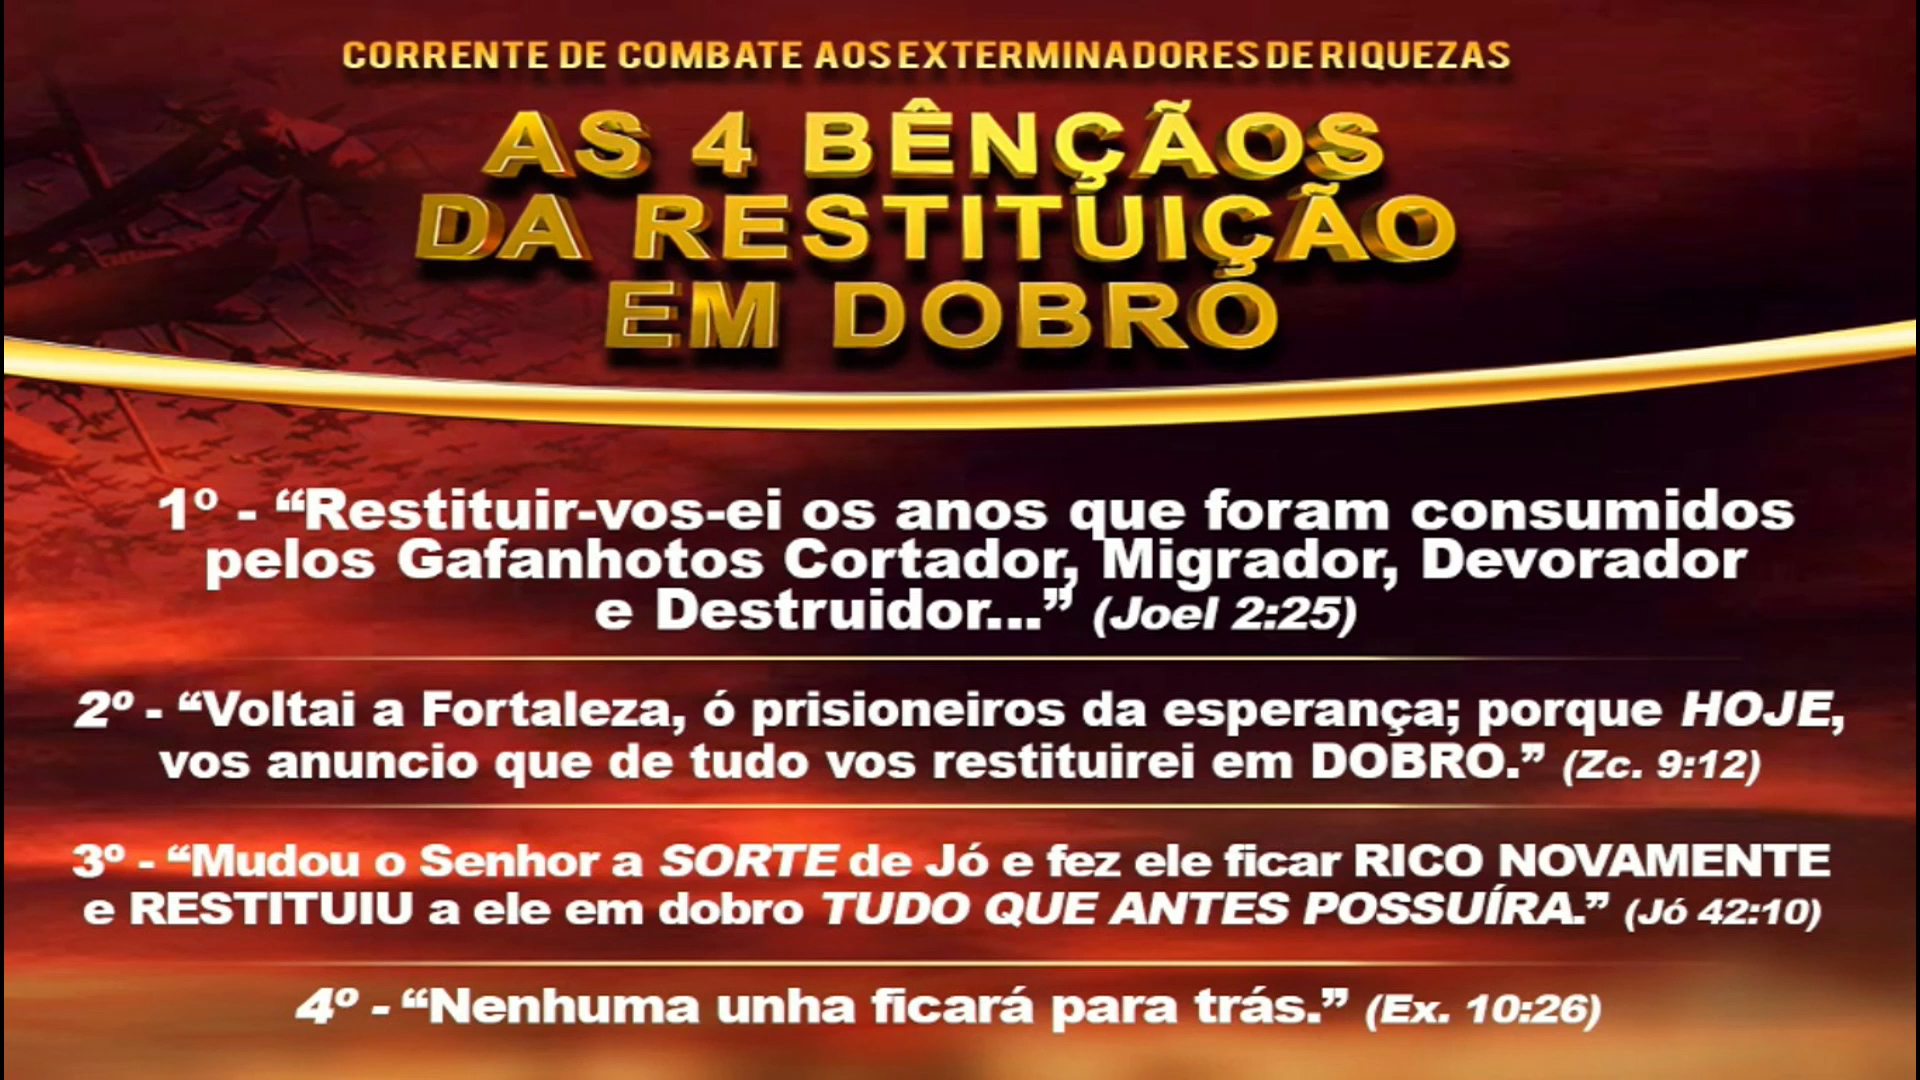 CORRENTE DE COMBATE AOS EXTERMINADORES DE RIQUEZAS
AS 4 BÊNÇÃOS
DA RESTITUIÇÃO
EM DOBRO
1º - “Restituir-vos-ei os anos que foram consumidos
pelos Gafanhotos Cortador, Migrador, Devorador
e Destruidor...” (Joel 2:25)
2º - “Voltai a Fortaleza, ó prisioneiros da esperança; porque HOJE,
vos anuncio que de tudo vos restituirei em DOBRO.” (Zc. 9:12)
3º - “Mudou o Senhor a SORTE de Jó e fez ele ficar RICO NOVAMENTE
e RESTITUIU a ele em dobro TUDO QUE ANTES POSSUÍRA.” (Jó 42:10)
4º - “Nenhuma unha ficará para trás.” (Ex. 10:26)